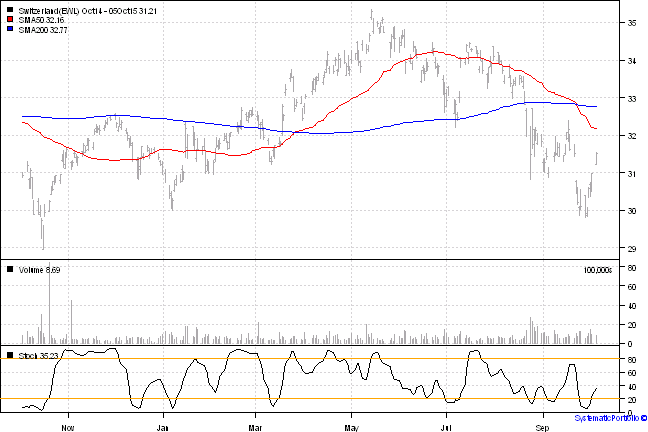 Switzerland(EWL) Oct14 - 05Oct15 31.21
SMA50 32.16
SMA200 32.77
35
34
33
32
31
30
29
Volume 8.69
100,000s
80
60
40
20
0
Stoch 35.23
80
60
40
20
0
Nov Jan Mar May Jul Sep
SystematicPortfolio ©